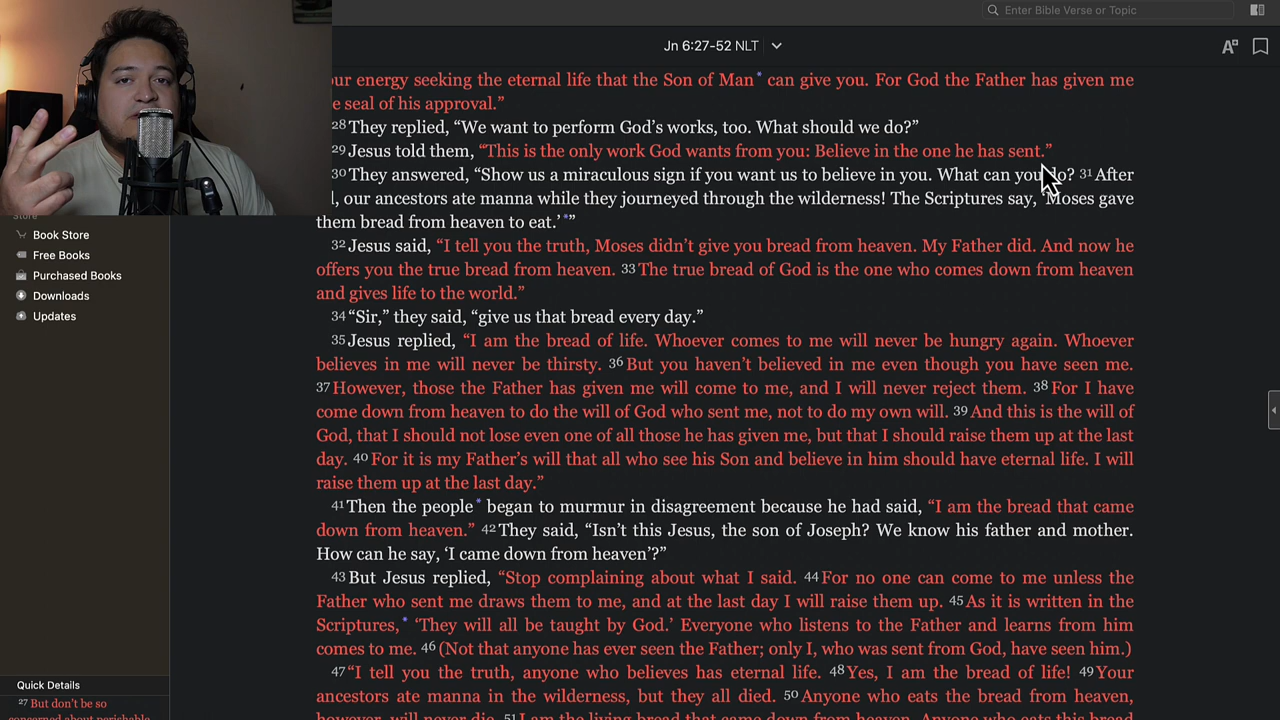 Enter Bible Verse or Topic
Jn 6:27-52 NLT
A
our energy seeking the eternal life that the Son of Man* can give you. For God the Father has given me
e seal of his approval.”
28 They replied, “We want to perform God’s works, too. What should we do?”
29 Jesus told them, “This is the only work God wants from you: Believe in the one he has sent.”
30 They answered, “Show us a miraculous sign if you want us to believe in you. What can you do? 31 After
l, our ancestors ate manna while they journeyed through the wilderness! The Scriptures say, ‘Moses gave
them bread from heaven to eat.’*”
32 Jesus said, “I tell you the truth, Moses didn’t give you bread from heaven. My Father did. And now he
offers you the true bread from heaven. 33 The true bread of God is the one who comes down from heaven
and gives life to the world.”
34 “Sir,” they said, “give us that bread every day.”
35 Jesus replied, “I am the bread of life. Whoever comes to me will never be hungry again. Whoever
believes in me will never be thirsty. 36 But you haven’t believed in me even though you have seen me.
37 However, those the Father has given me will come to me, and I will never reject them. 38 For I have
come down from heaven to do the will of God who sent me, not to do my own will. 39 And this is the will of
God, that I should not lose even one of all those he has given me, but that I should raise them up at the last
day. 40 For it is my Father’s will that all who see his Son and believe in him should have eternal life. I will
raise them up at the last day.”
41 Then the people* began to murmur in disagreement because he had said, “I am the bread that came
down from heaven.” 42 They said, “Isn’t this Jesus, the son of Joseph? We know his father and mother.
How can he say, ‘I came down from heaven’?”
43 But Jesus replied, “Stop complaining about what I said. 44 For no one can come to me unless the
Father who sent me draws them to me, and at the last day I will raise them up. 45 As it is written in the
Scriptures,* ‘They will all be taught by God.’ Everyone who listens to the Father and learns from him
comes to me. 46 (Not that anyone has ever seen the Father; only I, who was sent from God, have seen him.)
47 “I tell you the truth, anyone who believes has eternal life. 48 Yes, I am the bread of life! 49 Your
ancestors ate manna in the wilderness, but they all died. 50 Anyone who eats the bread from heaven,
however, will never die. 51 I am the living bread that came down from heaven. Anyone who eats this bread
Store
Book Store
Free Books
Purchased Books
Downloads
Updates
Quick Details
27 But don’t be so
concerned about perishable